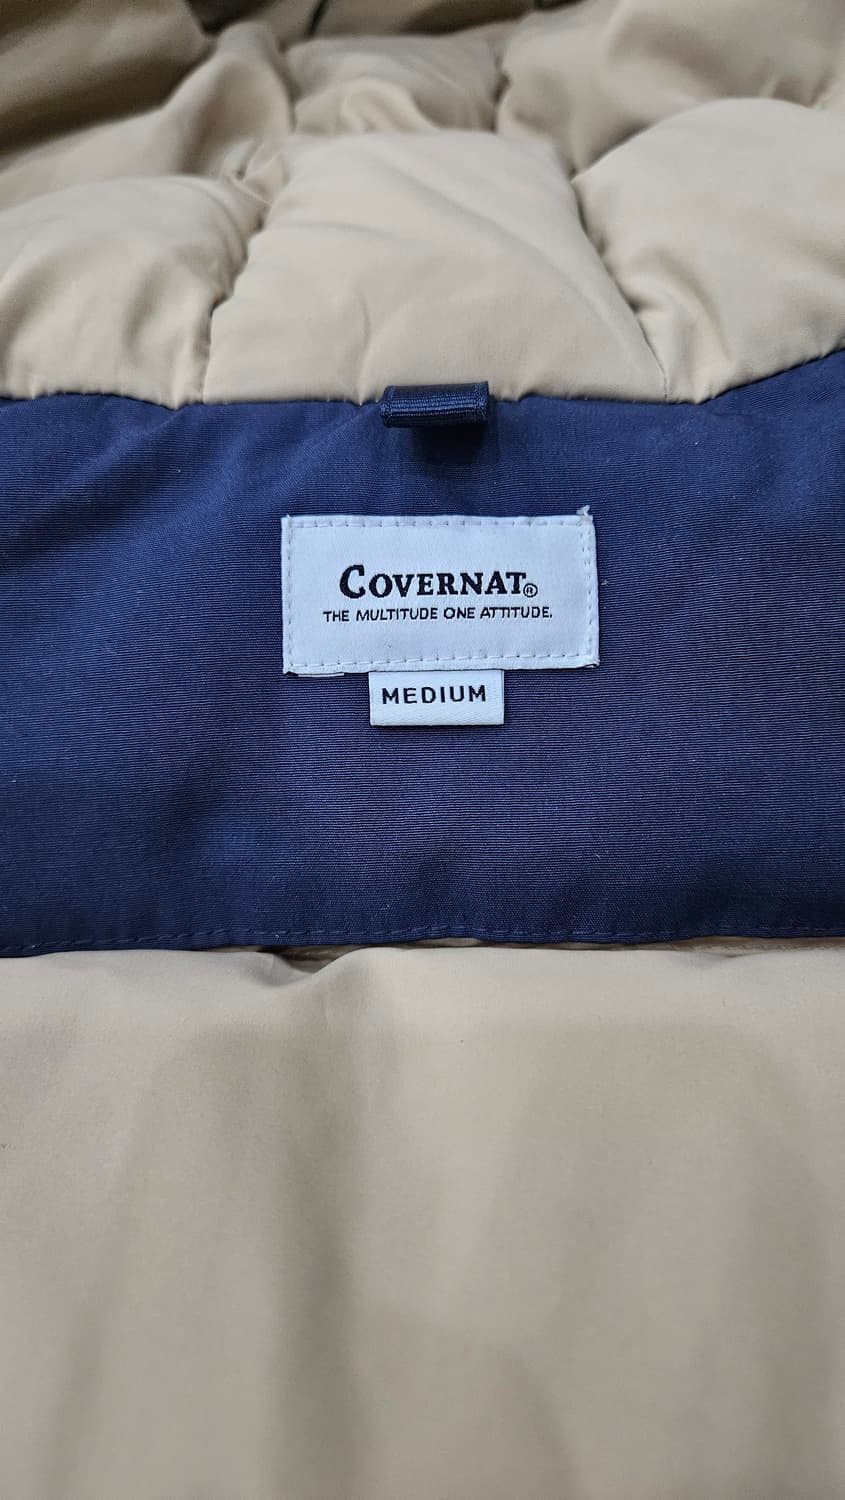 COVERNAT®
THE MULTITUDE ONE ATTITUDE.
MEDIUM